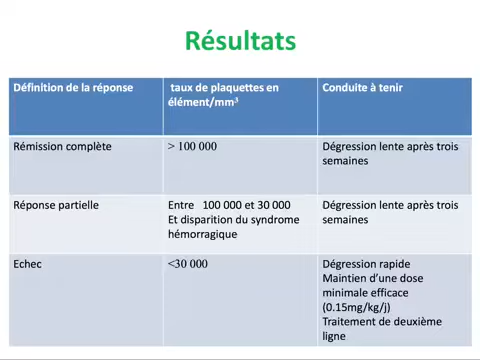 Résultats
Définition de la réponse
taux de plaquettes en
élément/mm³
Conduite à tenir
Rémission complète
> 100 000
Dégression lente après trois
semaines
Réponse partielle
Entre 100 000 et 30 000
Et disparition du syndrome
hémorragique
Dégression lente après trois
semaines
Echec
<30 000
Dégression rapide
Maintien d’une dose
minimale efficace
(0.15mg/kg/j)
Traitement de deuxième
ligne